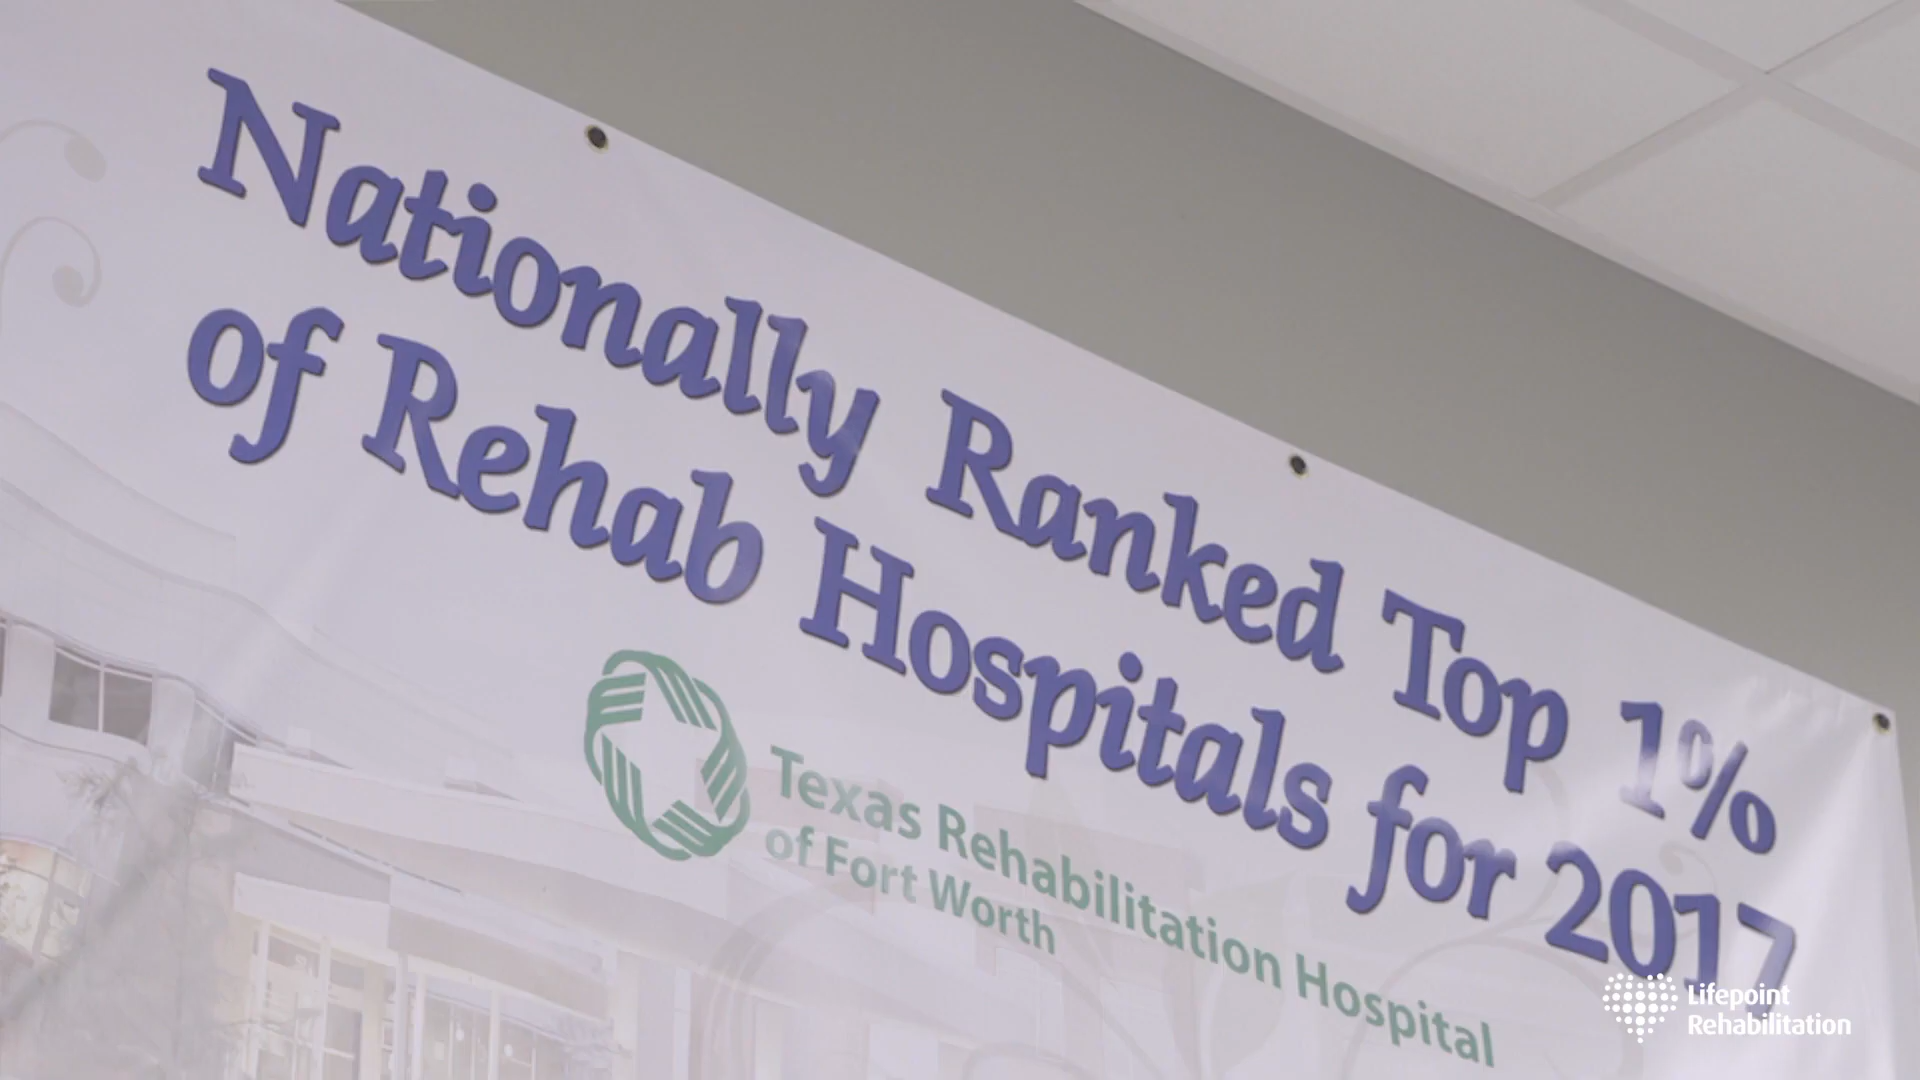 Nationally Ranked Top 1%
of Rehab Hospitals for 2017
Texas Rehabilitation Hospital
of Fort Worth
Lifepoint
Rehabilitation